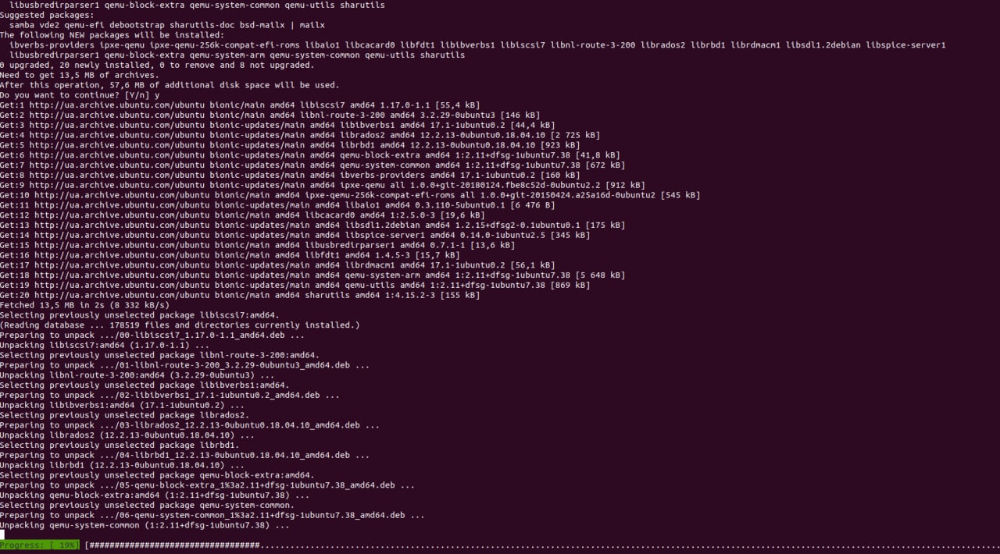 libusbredirparser1 qemu-block-extra qemu-system-common qemu-utils sharutils
Suggested packages:
samba vde2 qemu-efi debootstrap sharutils-doc bsd-mailx | mailx
The following NEW packages will be installed:
ibverbs-providers ipxe-qemu ipxe-qemu-256k-compat-efi-roms libaio1 libcacard0 libfdt1 libibverbs1 libiscsi7 libnl-route-3-200 librados2 librbd1 librdmacm1 libsdl1.2debian libspice-server1
libusbredirparser1 qemu-block-extra qemu-system-arm qemu-system-common qemu-utils sharutils
0 upgraded, 20 newly installed, 0 to remove and 8 not upgraded.
Need to get 13,5 MB of archives.
After this operation, 57,6 MB of additional disk space will be used.
Do you want to continue? [Y/n] y
Get:1 http://ua.archive.ubuntu.com/ubuntu bionic/main amd64 libiscsi7 amd64 1.17.0-1.1 [55,4 kB]
Get:2 http://ua.archive.ubuntu.com/ubuntu bionic/main amd64 libnl-route-3-200 amd64 3.2.29-0ubuntu3 [146 kB]
Get:3 http://ua.archive.ubuntu.com/ubuntu bionic-updates/main amd64 libibverbs1 amd64 17.1-1ubuntu0.2 [44,4 kB]
Get:4 http://ua.archive.ubuntu.com/ubuntu bionic-updates/main amd64 librados2 amd64 12.2.13-0ubuntu0.18.04.10 [2 725 kB]
Get:5 http://ua.archive.ubuntu.com/ubuntu bionic-updates/main amd64 librbd1 amd64 12.2.13-0ubuntu0.18.04.10 [923 kB]
Get:6 http://ua.archive.ubuntu.com/ubuntu bionic-updates/main amd64 qemu-block-extra amd64 1:2.11+dfsg-1ubuntu7.38 [41,8 kB]
Get:7 http://ua.archive.ubuntu.com/ubuntu bionic-updates/main amd64 qemu-system-common amd64 1:2.11+dfsg-1ubuntu7.38 [672 kB]
Get:8 http://ua.archive.ubuntu.com/ubuntu bionic-updates/main amd64 ibverbs-providers amd64 17.1-1ubuntu0.2 [160 kB]
Get:9 http://ua.archive.ubuntu.com/ubuntu bionic-updates/main amd64 ipxe-qemu all 1.0.0+git-20180124.fbe8c52d-0ubuntu2.2 [912 kB]
Get:10 http://ua.archive.ubuntu.com/ubuntu bionic/main amd64 ipxe-qemu-256k-compat-efi-roms all 1.0.0+git-20150424.a25a16d-0ubuntu2 [545 kB]
Get:11 http://ua.archive.ubuntu.com/ubuntu bionic-updates/main amd64 libaio1 amd64 0.3.110-5ubuntu0.1 [6 476 B]
Get:12 http://ua.archive.ubuntu.com/ubuntu bionic/main amd64 libcacard0 amd64 1:2.5.0-3 [19,6 kB]
Get:13 http://ua.archive.ubuntu.com/ubuntu bionic-updates/main amd64 libsdl1.2debian amd64 1.2.15+dfsg2-0.1ubuntu0.1 [175 kB]
Get:14 http://ua.archive.ubuntu.com/ubuntu bionic-updates/main amd64 libspice-server1 amd64 0.14.0-1ubuntu2.5 [345 kB]
Get:15 http://ua.archive.ubuntu.com/ubuntu bionic/main amd64 libusbredirparser1 amd64 0.7.1-1 [13,6 kB]
Get:16 http://ua.archive.ubuntu.com/ubuntu bionic/main amd64 libfdt1 amd64 1.4.5-3 [15,7 kB]
Get:17 http://ua.archive.ubuntu.com/ubuntu bionic-updates/main amd64 librdmacm1 amd64 17.1-1ubuntu0.2 [56,1 kB]
Get:18 http://ua.archive.ubuntu.com/ubuntu bionic-updates/main amd64 qemu-system-arm amd64 1:2.11+dfsg-1ubuntu7.38 [5 648 kB]
Get:19 http://ua.archive.ubuntu.com/ubuntu bionic-updates/main amd64 qemu-utils amd64 1:2.11+dfsg-1ubuntu7.38 [869 kB]
Get:20 http://ua.archive.ubuntu.com/ubuntu bionic/main amd64 sharutils amd64 1:4.15.2-3 [155 kB]
Fetched 13,5 MB in 2s (8 332 kB/s)
Selecting previously unselected package libiscsi7:amd64.
(Reading database ... 178519 files and directories currently installed.)
Preparing to unpack .../00-libiscsi7_1.17.0-1.1_amd64.deb ...
Unpacking libiscsi7:amd64 (1.17.0-1.1) ...
Selecting previously unselected package libnl-route-3-200:amd64.
Preparing to unpack .../01-libnl-route-3-200_3.2.29-0ubuntu3_amd64.deb ...
Unpacking libnl-route-3-200:amd64 (3.2.29-0ubuntu3) ...
Selecting previously unselected package libibverbs1:amd64.
Preparing to unpack .../02-libibverbs1_17.1-1ubuntu0.2_amd64.deb ...
Unpacking libibverbs1:amd64 (17.1-1ubuntu0.2) ...
Selecting previously unselected package librados2.
Preparing to unpack .../03-librados2_12.2.13-0ubuntu0.18.04.10_amd64.deb ...
Unpacking librados2 (12.2.13-0ubuntu0.18.04.10) ...
Selecting previously unselected package librbd1.
Preparing to unpack .../04-librbd1_12.2.13-0ubuntu0.18.04.10_amd64.deb ...
Unpacking librbd1 (12.2.13-0ubuntu0.18.04.10) ...
Selecting previously unselected package qemu-block-extra:amd64.
Preparing to unpack .../05-qemu-block-extra_1%3a2.11+dfsg-1ubuntu7.38_amd64.deb ...
Unpacking qemu-block-extra:amd64 (1:2.11+dfsg-1ubuntu7.38) ...
Selecting previously unselected package qemu-system-common.
Preparing to unpack .../06-qemu-system-common_1%3a2.11+dfsg-1ubuntu7.38_amd64.deb ...
Unpacking qemu-system-common (1:2.11+dfsg-1ubuntu7.38) ...
Progress: [ 19%] [##################################....................................................................................................................................................